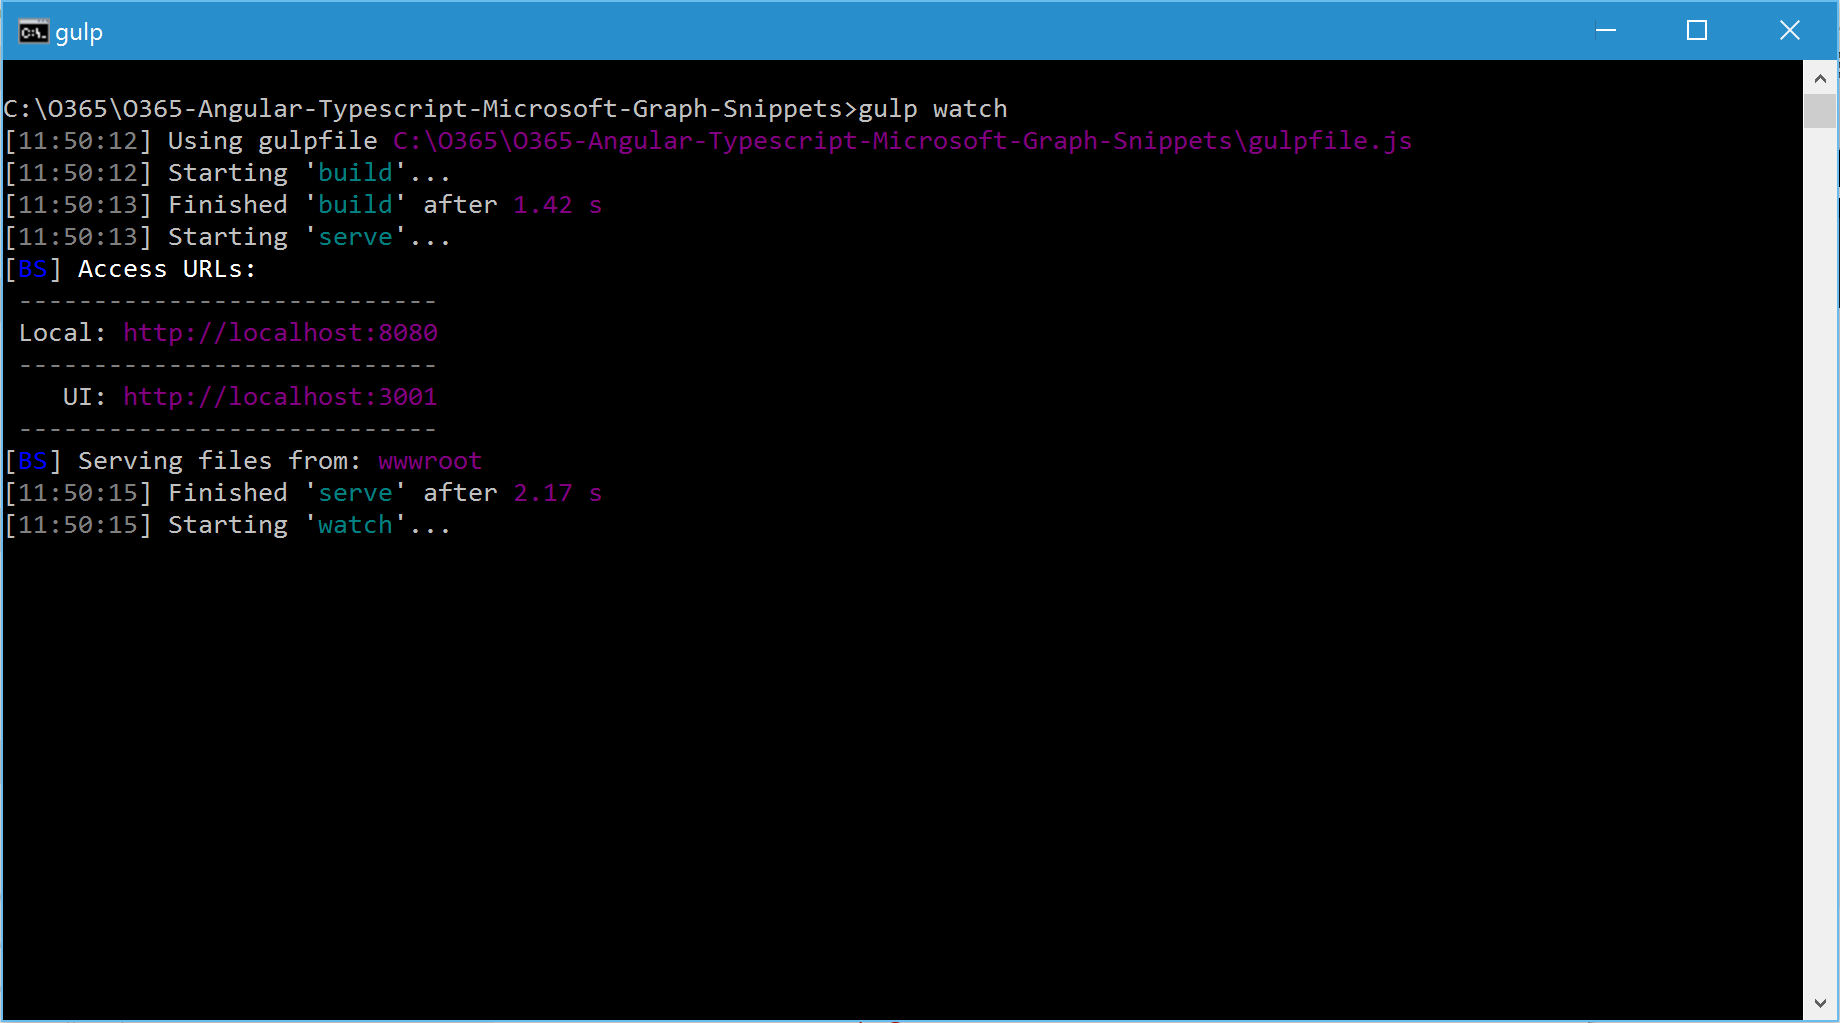 gulp
C:\O365\O365-Angular-Typescript-Microsoft-Graph-Snippets>gulp watch
[11:50:12] Using gulpfile C:\O365\O365-Angular-Typescript-Microsoft-Graph-Snippets\gulpfile.js
[11:50:12] Starting 'build'...
[11:50:13] Finished 'build' after 1.42 s
[11:50:13] Starting 'serve'...
[BS] Access URLs:
----------------------------
Local: http://localhost:8080
----------------------------
UI: http://localhost:3001
----------------------------
[BS] Serving files from: wwwroot
[11:50:15] Finished 'serve' after 2.17 s
[11:50:15] Starting 'watch'...